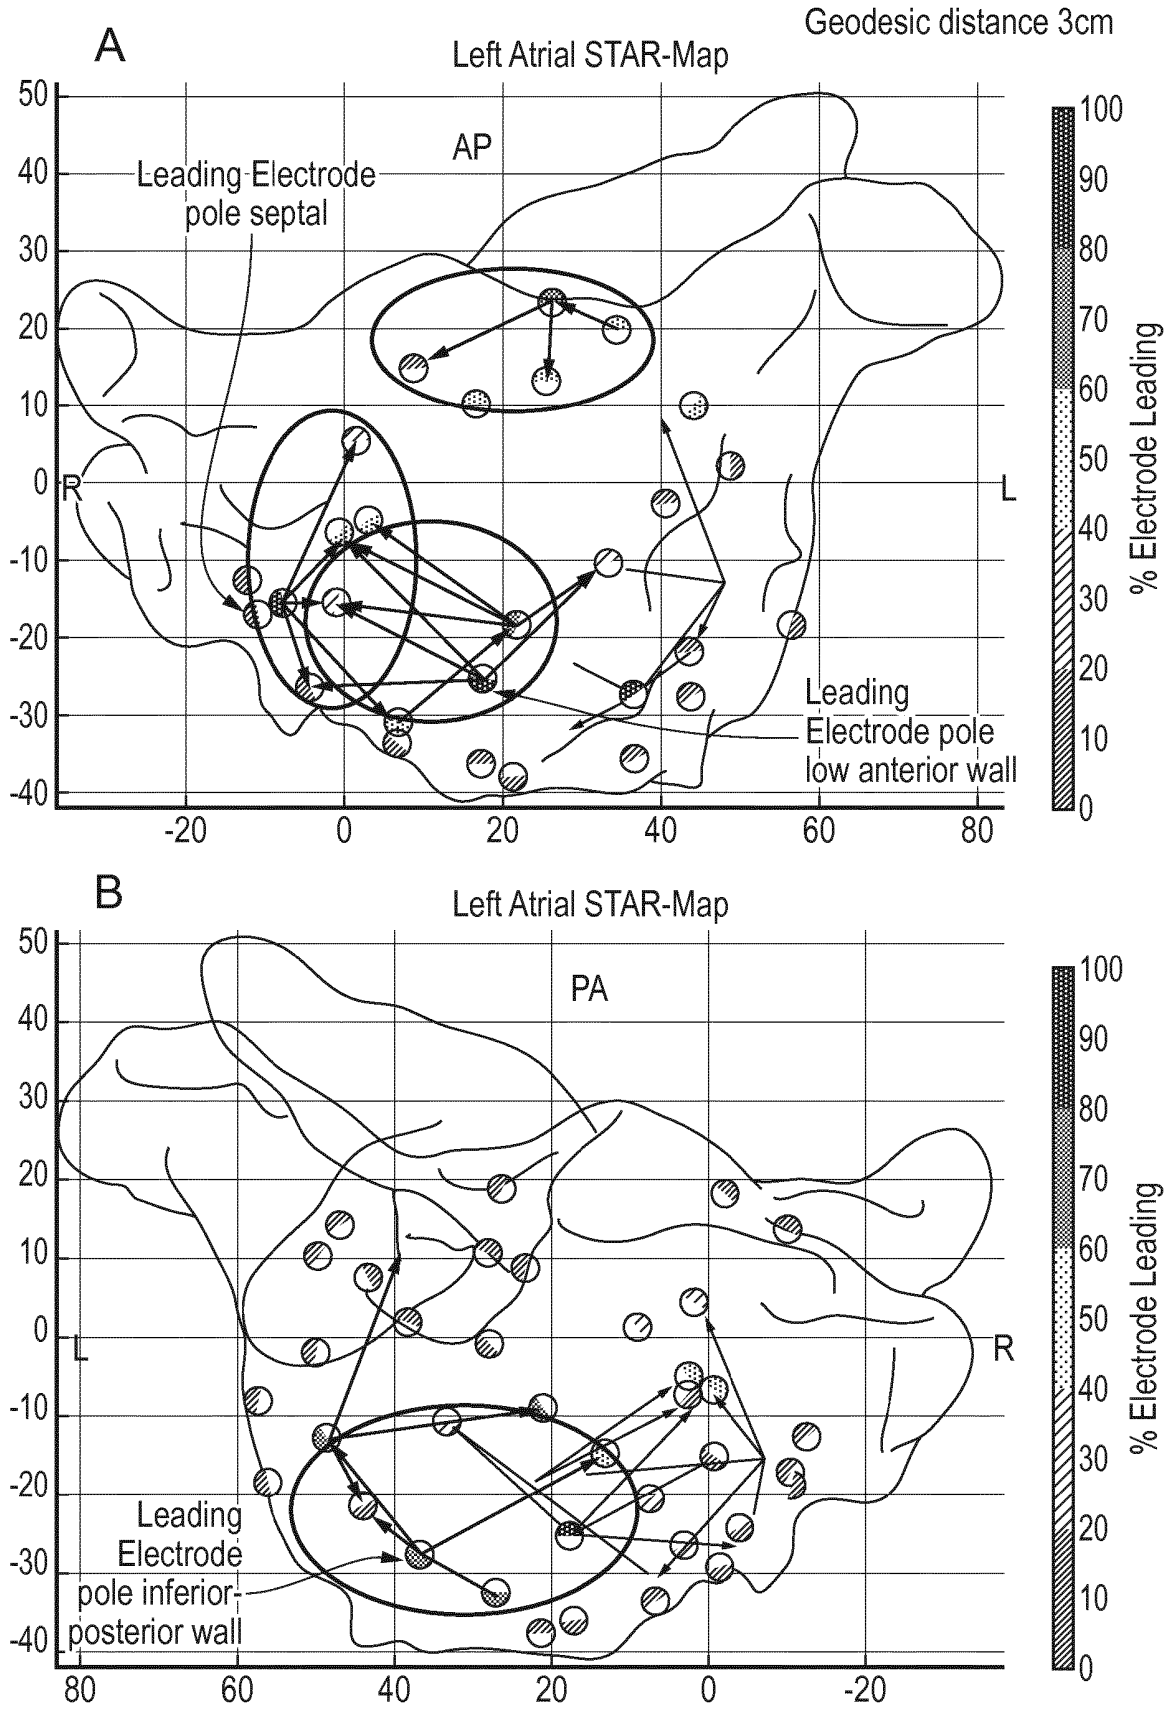 Geodesic distance 3cm
A
Left Atrial STAR-Map
AP
Leading Electrode
pole septal
R
L
Leading
Electrode pole
low anterior wall
50
40
30
20
10
0
-10
-20
-30
-40
-20
0
20
40
60
80
100
90
80
70
60
50
40
30
20
10
0
% Electrode Leading
B
Left Atrial STAR-Map
PA
L
R
Leading
Electrode
pole inferior-
posterior wall
50
40
30
20
10
0
-10
-20
-30
-40
80
60
40
20
0
-20
100
90
80
70
60
50
40
30
20
10
0
% Electrode Leading